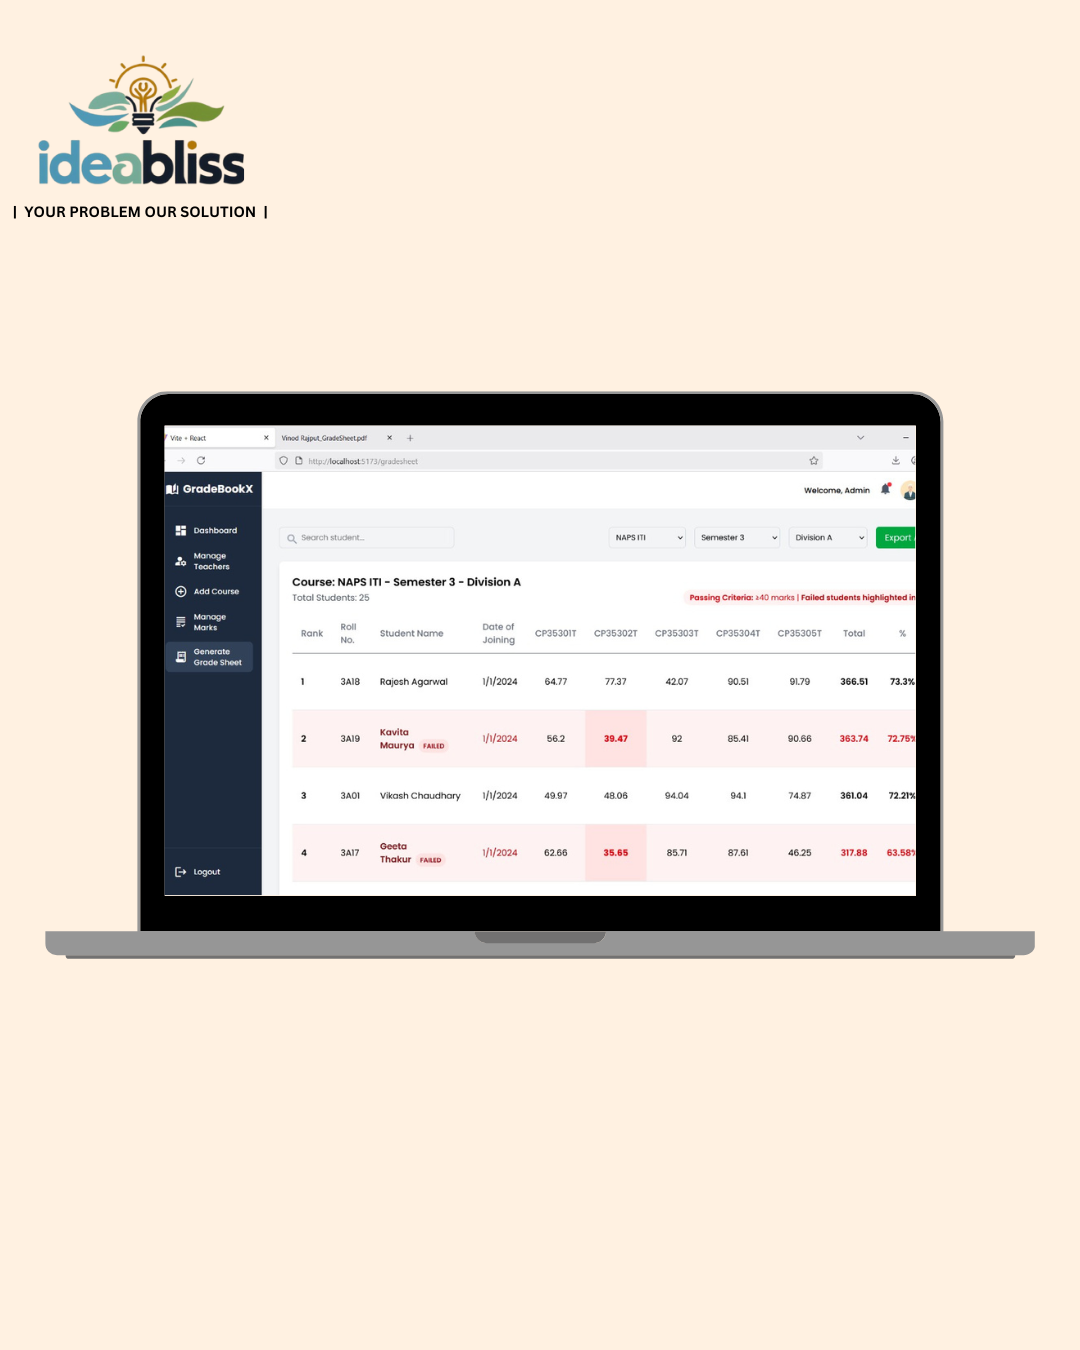 ideabliss
| YOUR PROBLEM OUR SOLUTION |
Vite + React
Vinod Rajput_GradeSheet.pdf
http://localhost:5173/gradesheet
GradeBookX
Welcome, Admin
Dashboard
Manage
Teachers
Add Course
Manage
Marks
Generate
Grade Sheet
Logout
Search student...
NAPS ITI
Semester 3
Division A
Export
Course: NAPS ITI - Semester 3 - Division A
Total Students: 25
Passing Criteria: ≥40 marks | Failed students highlighted in
Rank Roll No. Student Name Date of Joining CP35301T CP35302T CP35303T CP35304T CP35305T Total %
1 3A18 Rajesh Agarwal 1/1/2024 64.77 77.37 42.07 90.51 91.79 366.51 73.3%
2 3A19 Kavita Maurya FAILED 1/1/2024 56.2 39.47 92 85.41 90.66 363.74 72.75%
3 3A01 Vikash Chaudhary 1/1/2024 49.97 48.06 94.04 94.1 74.87 361.04 72.21%
4 3A17 Geeta Thakur FAILED 1/1/2024 62.66 35.65 85.71 87.61 46.25 317.88 63.58%